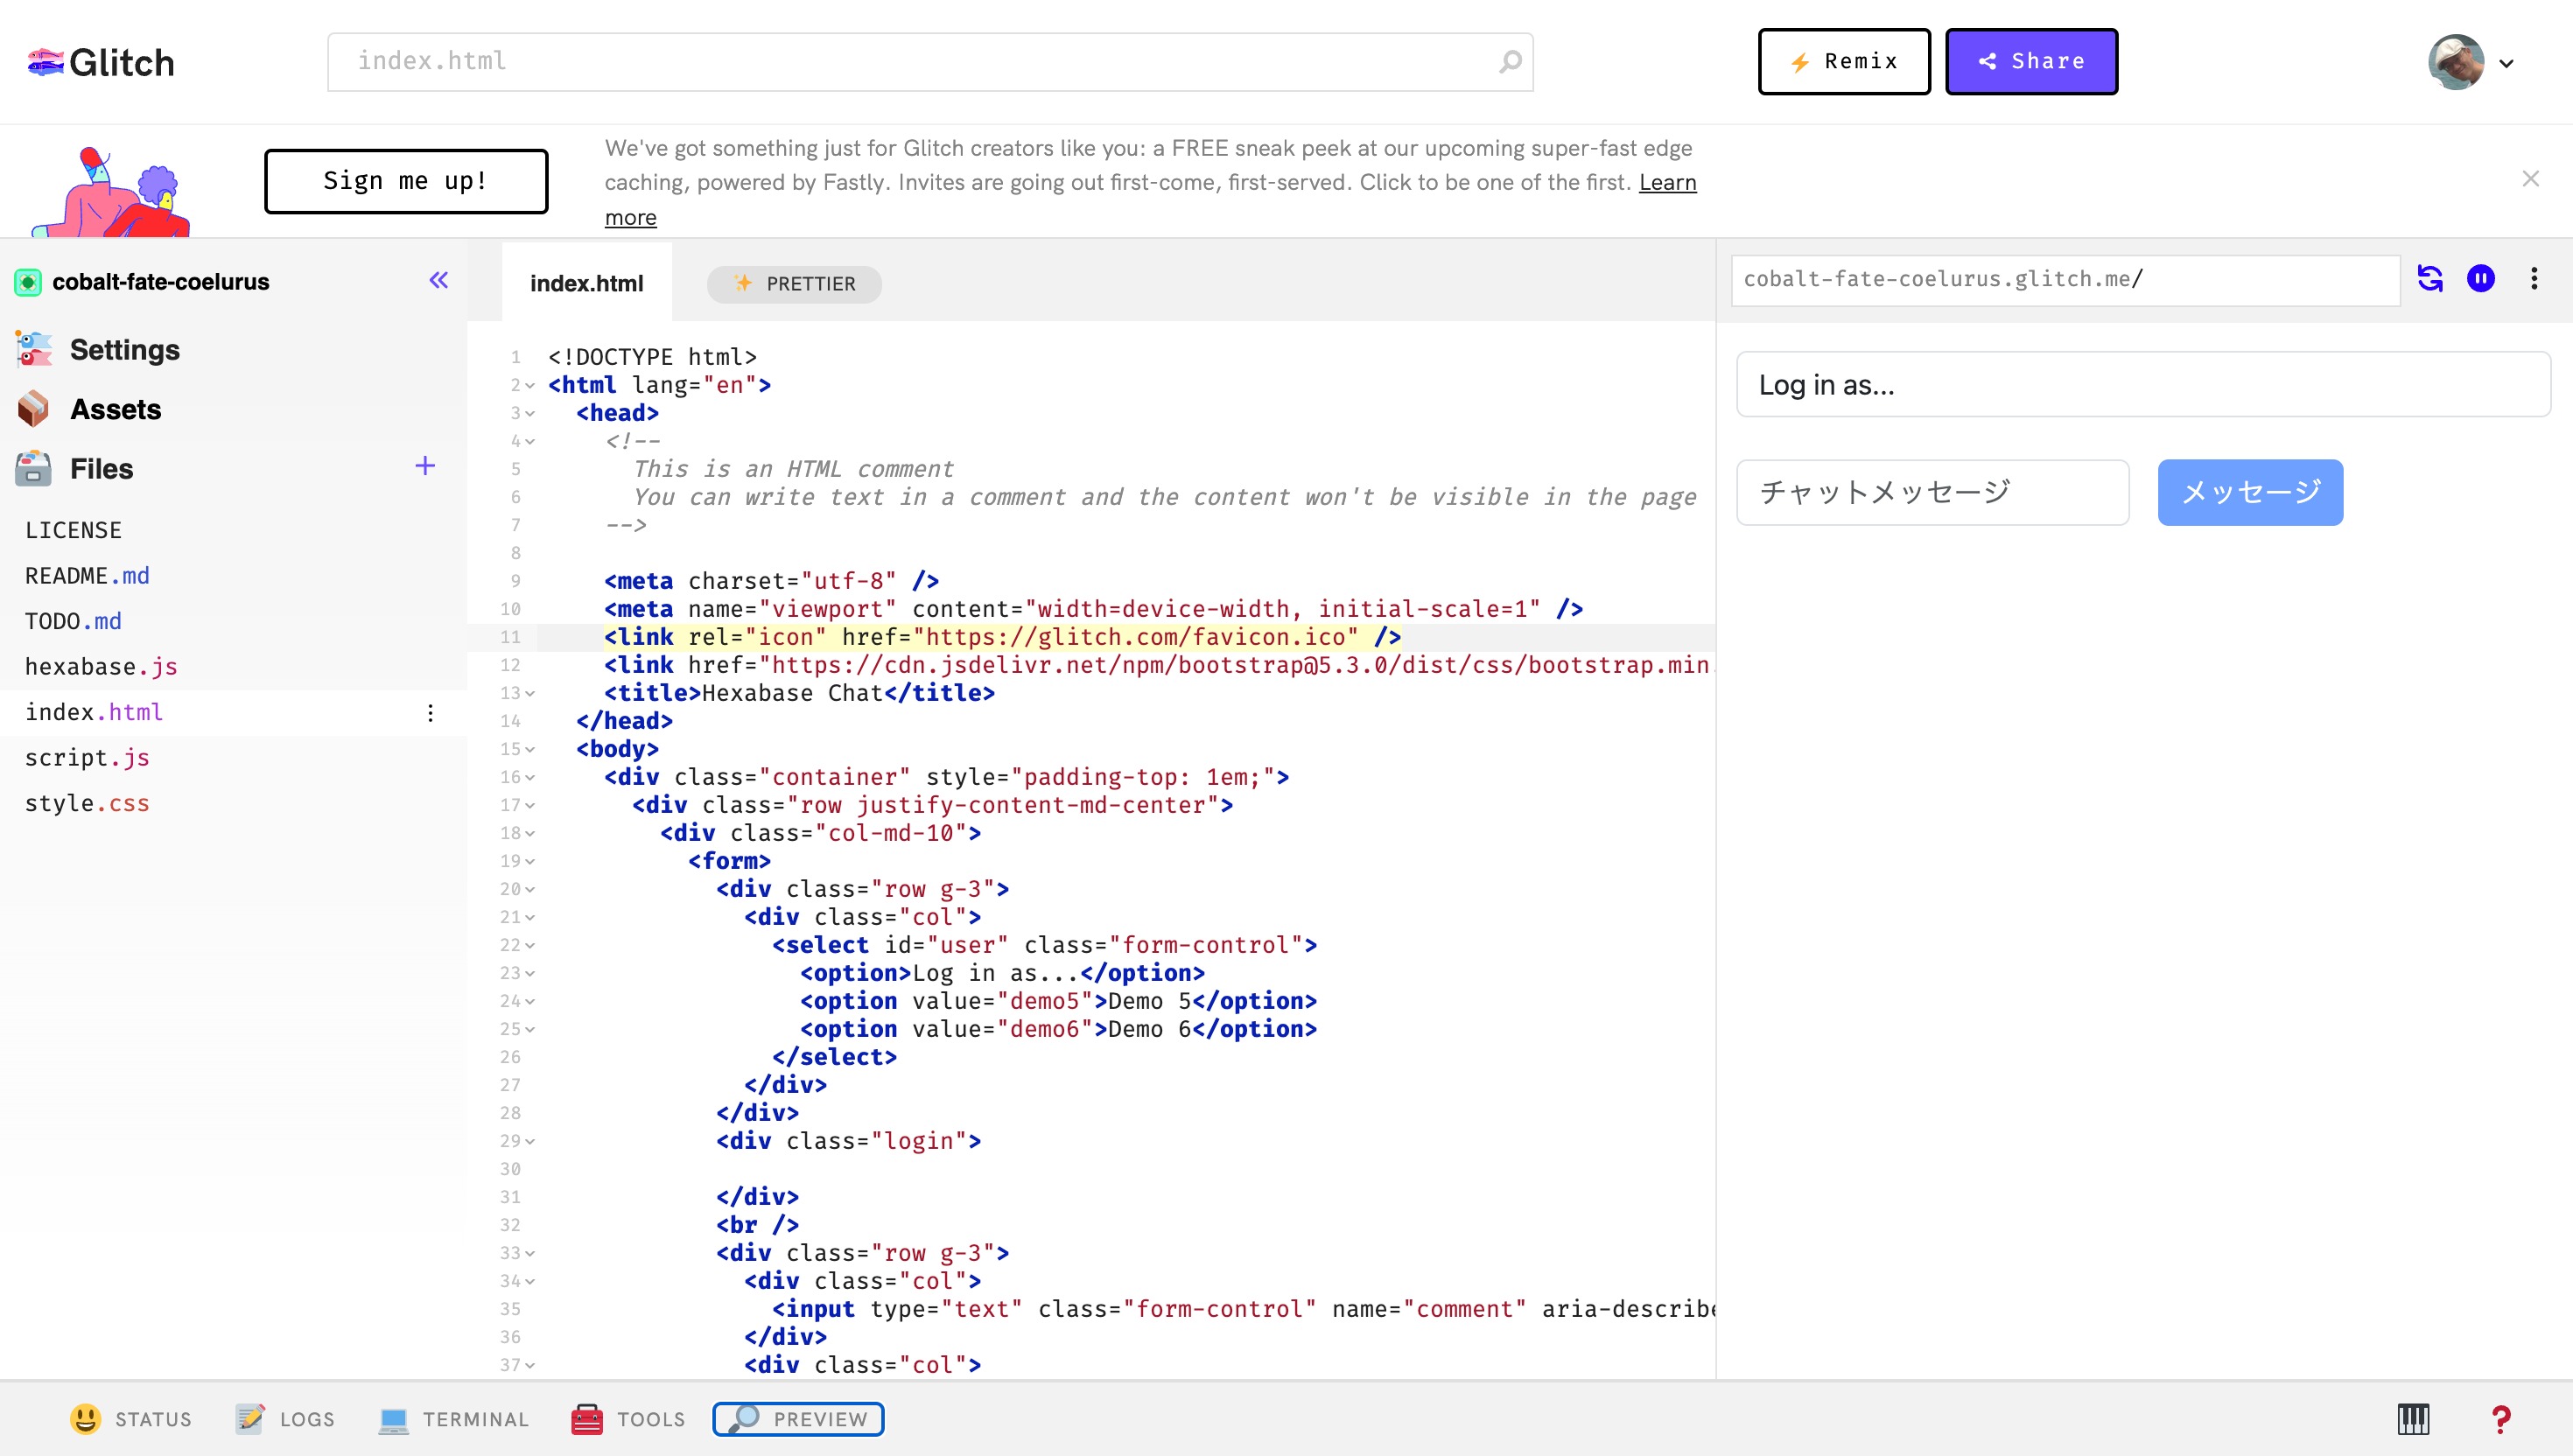 Glitch
index.html
Remix
Share
Sign me up!
We've got something just for Glitch creators like you: a FREE sneak peek at our upcoming super-fast edge
caching, powered by Fastly. Invites are going out first-come, first-served. Click to be one of the first. Learn
more
cobalt-fate-coelurus
Settings
Assets
Files
LICENSE
README.md
TODO.md
hexabase.js
index.html
script.js
style.css
index.html
PRETTIER
1 <!DOCTYPE html>
2 <html lang="en">
3 <head>
4 <!--
5 This is an HTML comment
6 You can write text in a comment and the content won't be visible in the page
7 -->
8
9 <meta charset="utf-8" />
10 <meta name="viewport" content="width=device-width, initial-scale=1" />
11 <link rel="icon" href="https://glitch.com/favicon.ico" />
12 <link href="https://cdn.jsdelivr.net/npm/bootstrap@5.3.0/dist/css/bootstrap.min.
13 <title>Hexabase Chat</title>
14 </head>
15 <body>
16 <div class="container" style="padding-top: 1em;">
17 <div class="row justify-content-md-center">
18 <div class="col-md-10">
19 <form>
20 <div class="row g-3">
21 <div class="col">
22 <select id="user" class="form-control">
23 <option>Log in as...</option>
24 <option value="demo5">Demo 5</option>
25 <option value="demo6">Demo 6</option>
26 </select>
27 </div>
28 </div>
29 <div class="login">
30
31 </div>
32 <br />
33 <div class="row g-3">
34 <div class="col">
35 <input type="text" class="form-control" name="comment" aria-describe
36 </div>
37 <div class="col">
cobalt-fate-coelurus.glitch.me/
Log in as...
チャットメッセージ
メッセージ
STATUS
LOGS
TERMINAL
TOOLS
PREVIEW
?